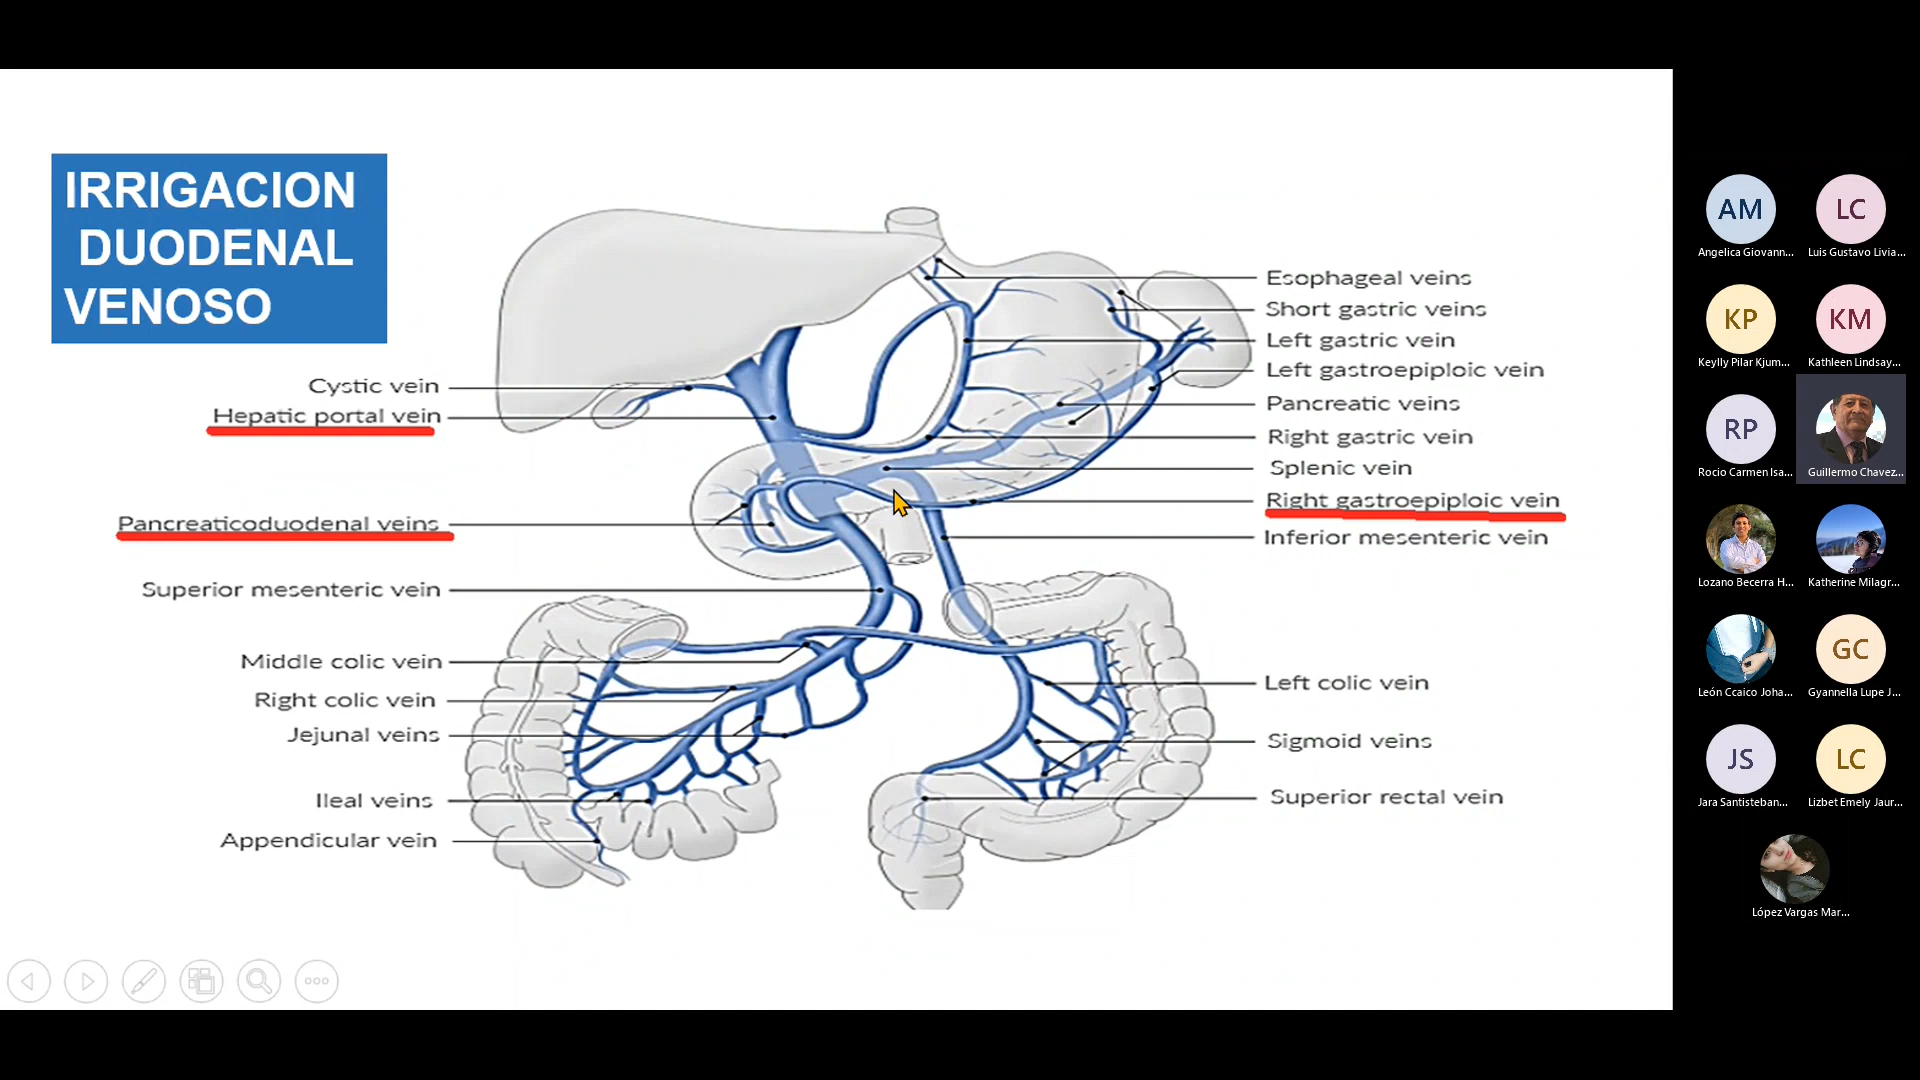 IRRIGACION
DUODENAL
VENOSO
Cystic vein
Hepatic portal vein
Pancreaticoduodenal veins
Superior mesenteric vein
Middle colic vein
Right colic vein
Jejunal veins
Ileal veins
Appendicular vein
Esophageal veins
Short gastric veins
Left gastric vein
Left gastroepiploic vein
Pancreatic veins
Right gastric vein
Splenic vein
Right gastroepiploic vein
Inferior mesenteric vein
Left colic vein
Sigmoid veins
Superior rectal vein
AM
Angelica Giovann...
LC
Luis Gustavo Livia...
KP
Keylly Pilar Kjum...
KM
Kathleen Lindsay...
RP
Rocio Carmen Isa...
Guillermo Chavez...
Lozano Becerra H...
Katherine Milagr...
León Ccaico Joha...
GC
Gyannella Lupe J...
JS
Jara Santisteban...
LC
Lizbet Emely Jaur...
López Vargas Mar...